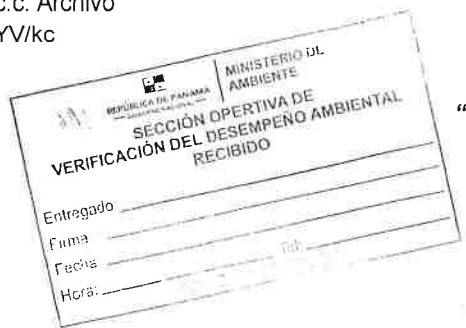 c.c. Archivo
YV/kc
REPÚBLICA DE PANAMÁ
MINISTERIO DE
AMBIENTE
SECCIÓN OPERTIVA DE
VERIFICACIÓN DEL DESEMPEÑO AMBIENTAL
RECIBIDO
Entregado
Firma
Fecha
Hora:
Tel:
“